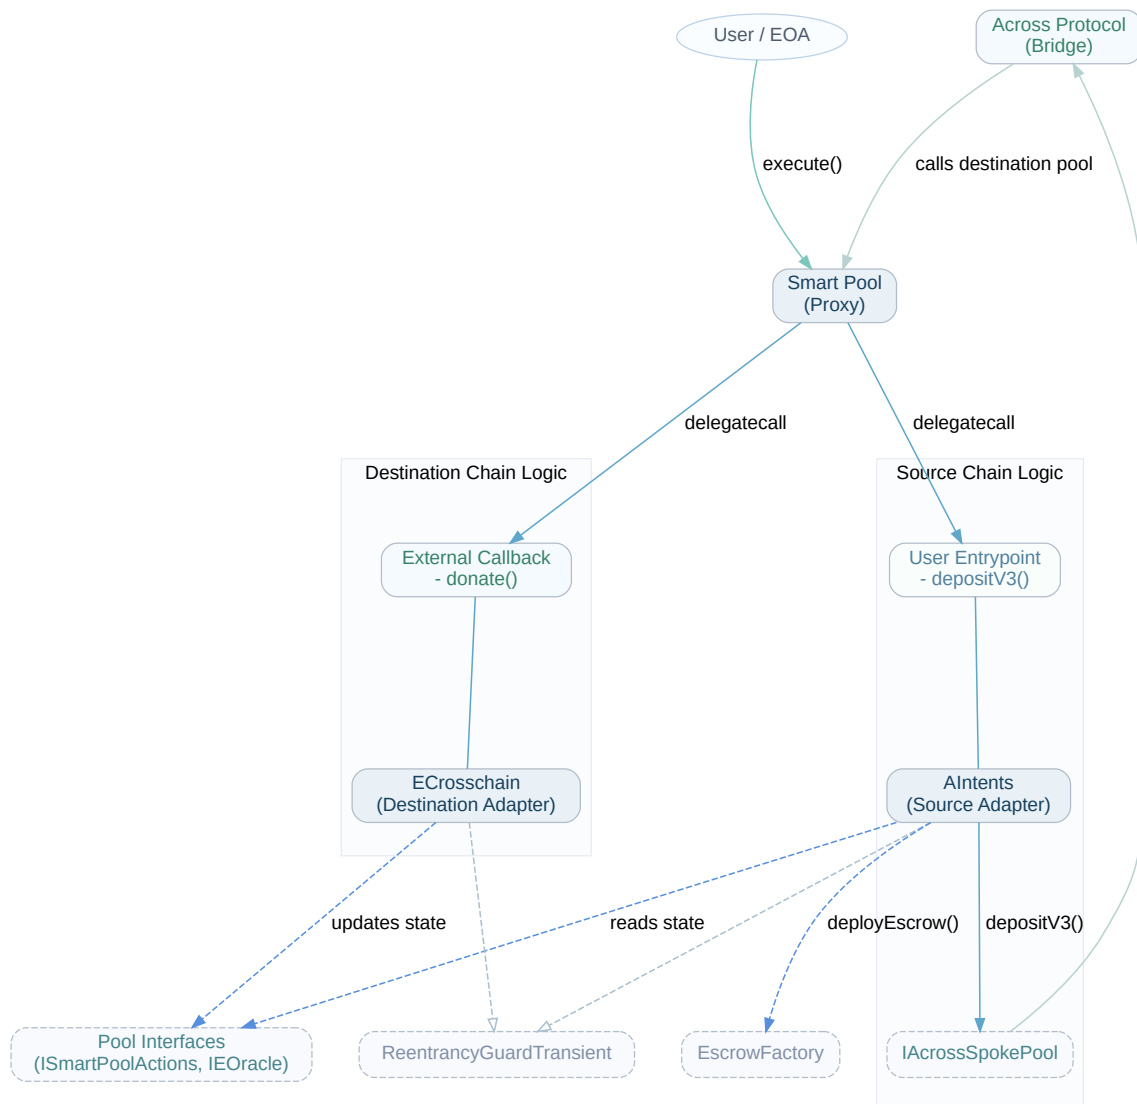 User / EOA
Across Protocol
(Bridge)
execute()
calls destination pool
Smart Pool
(Proxy)
delegatecall
delegatecall
Destination Chain Logic
Source Chain Logic
External Callback
- donate()
User Entrypoint
- depositV3()
ECrosschain
(Destination Adapter)
AIntents
(Source Adapter)
updates state
reads state
deployEscrow()
depositV3()
Pool Interfaces
(ISmartPoolActions, IEOracle)
ReentrancyGuardTransient
EscrowFactory
IAcrossSpokePool